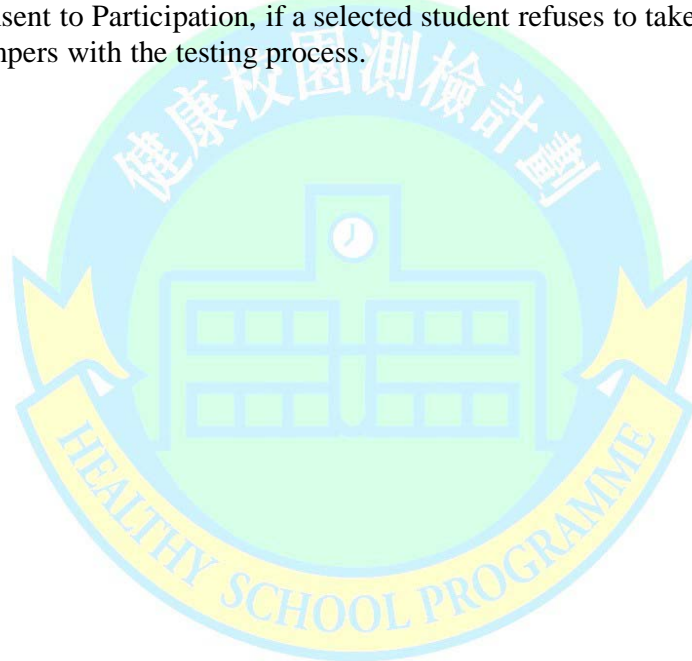 nsent to Participation, if a selected student refuses to take
npers with the testing process.
健康校園測檢計劃
HEALTHY SCHOOL PROGRAMME